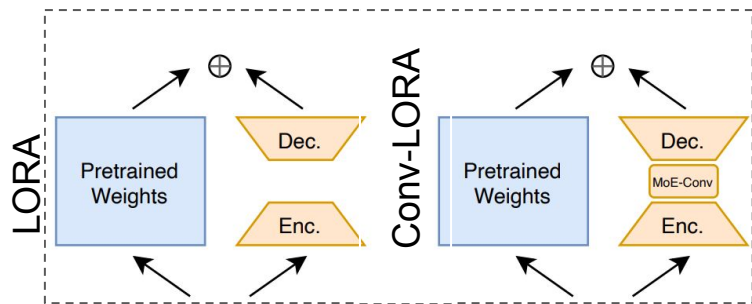 LORA
Pretrained
Weights
Dec.
Enc.
Conv-LORA
Pretrained
Weights
Dec.
MoE-Conv
Enc.